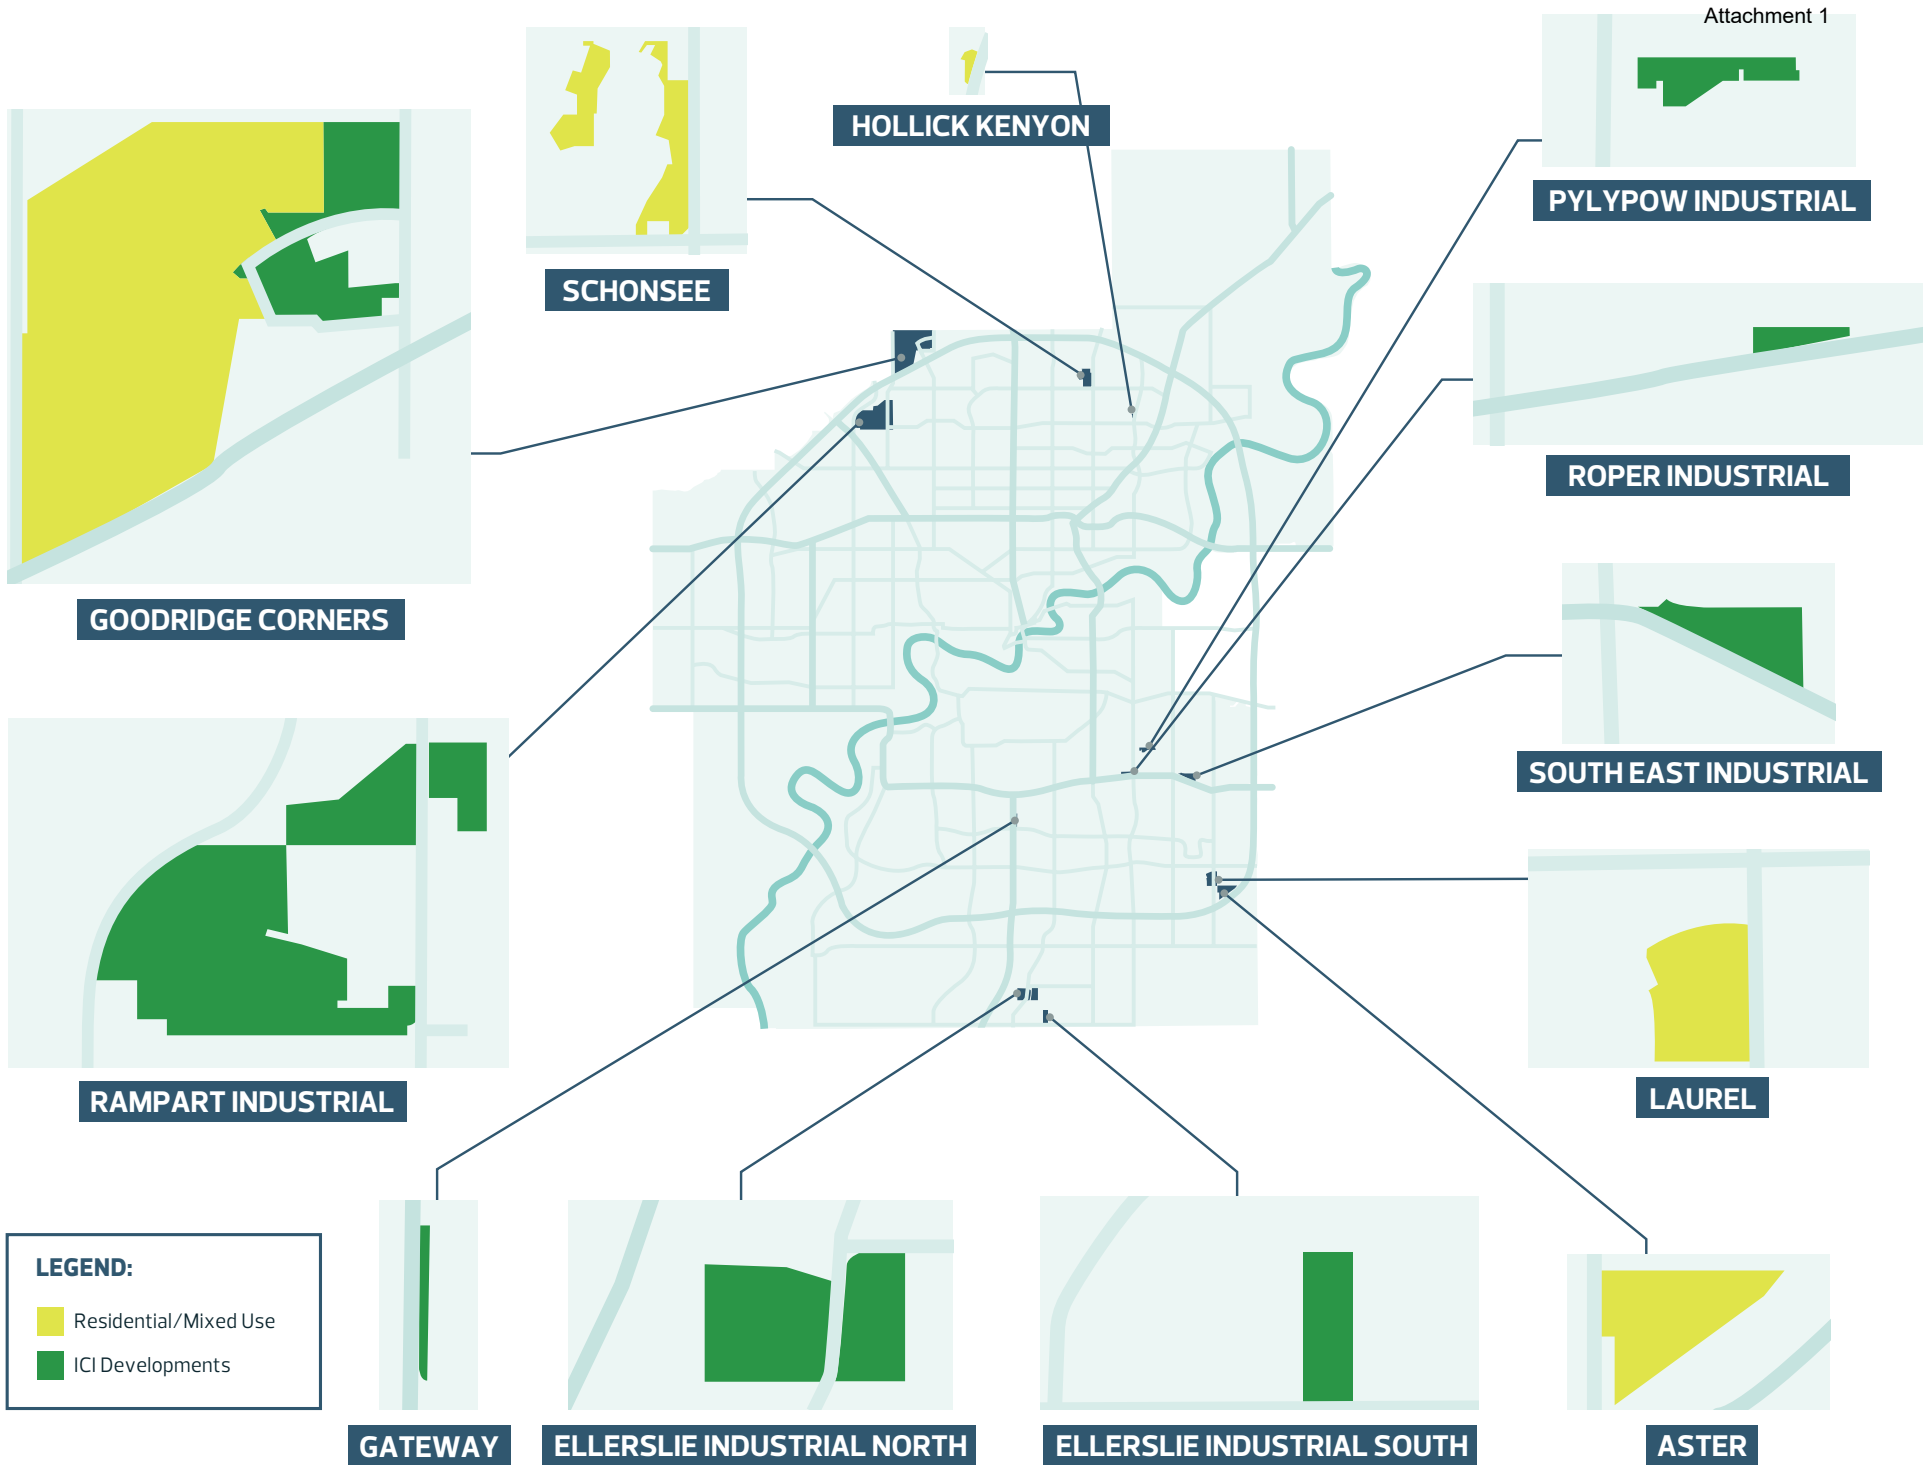 Attachment 1
HOLLICK KENYON
PYLYPOW INDUSTRIAL
SCHONSEE
ROPER INDUSTRIAL
GOODRIDGE CORNERS
SOUTH EAST INDUSTRIAL
RAMPART INDUSTRIAL
LAUREL
LEGEND:
Residential/Mixed Use
ICI Developments
GATEWAY
ELLERSLIE INDUSTRIAL NORTH
ELLERSLIE INDUSTRIAL SOUTH
ASTER